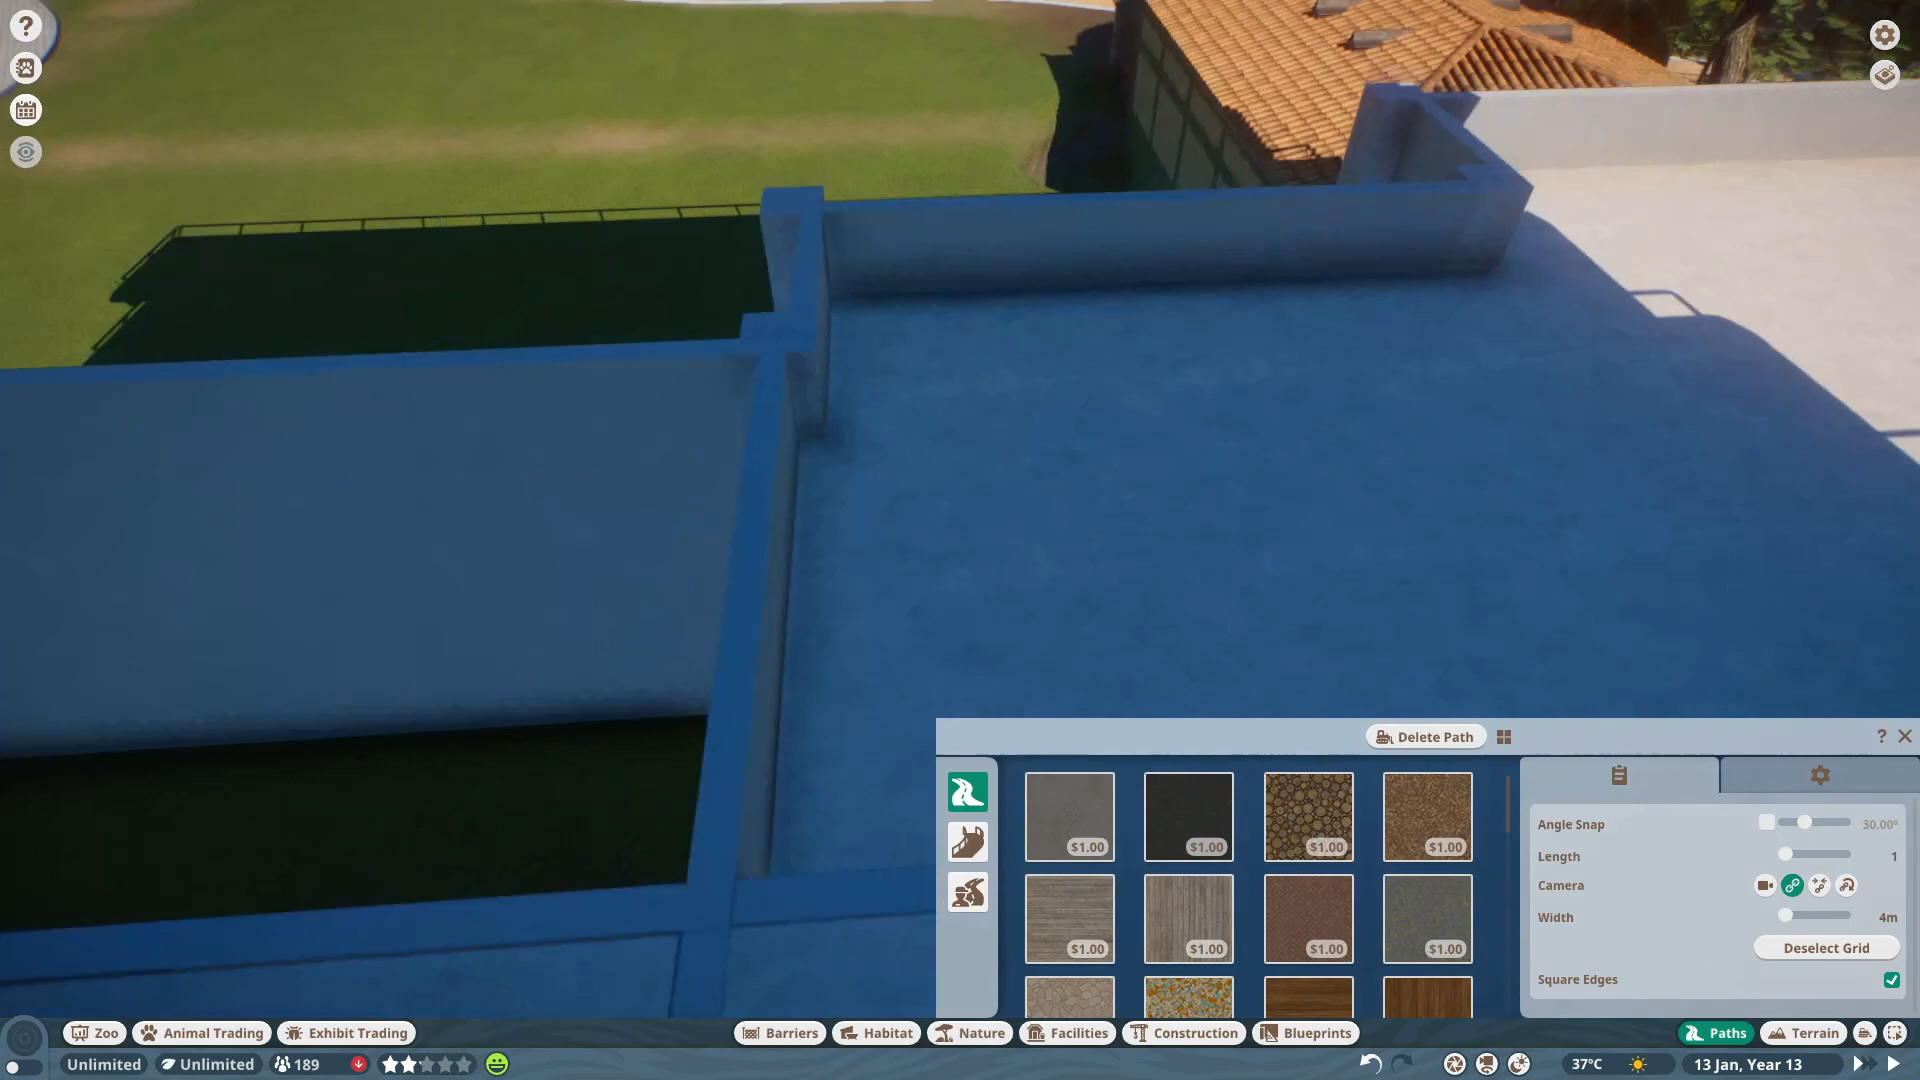 ?
Delete Path
?
$1.00 $1.00 $1.00 $1.00
$1.00 $1.00 $1.00 $1.00
Angle Snap 30.00°
Length 1
Camera
Width 4m
Deselect Grid
Square Edges
Zoo Animal Trading Exhibit Trading Barriers Habitat Nature Facilities Construction Blueprints Paths Terrain
Unlimited Unlimited 189 37°C 13 Jan, Year 13